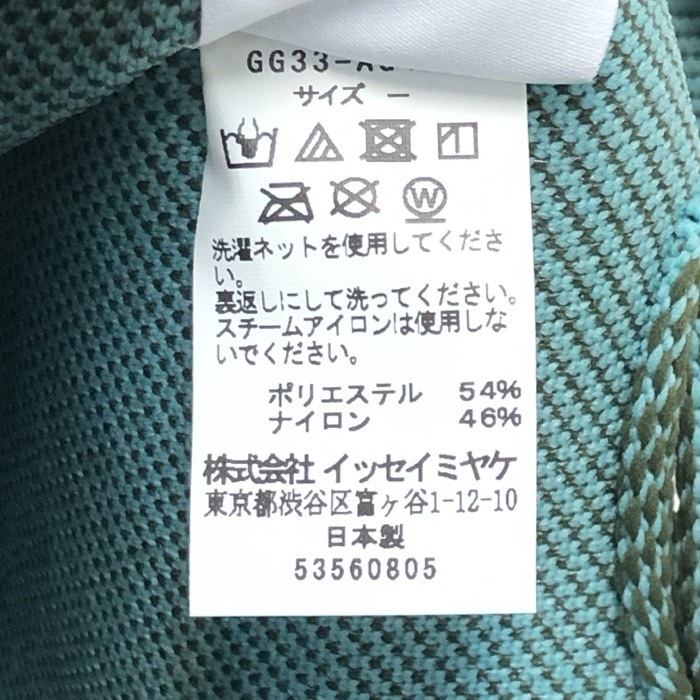 GG33-AG
サイズ ー
W
洗濯ネットを使用してくださ
い。
裏返しにして洗ってください。
スチームアイロンは使用しな
いでください。
ポリエステル 54%
ナイロン 46%
株式会社 イッセイミヤケ
東京都渋谷区富ヶ谷1-12-10
日本製
53560805